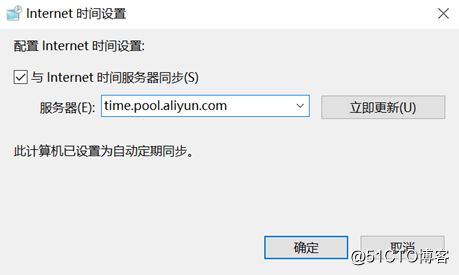 Internet 时间设置
配置 Internet 时间设置:
与 Internet 时间服务器同步(S)
服务器(E): time.pool.aliyun.com 立即更新(U)
此计算机已设置为自动定期同步。
确定 取消
@51CTO博客